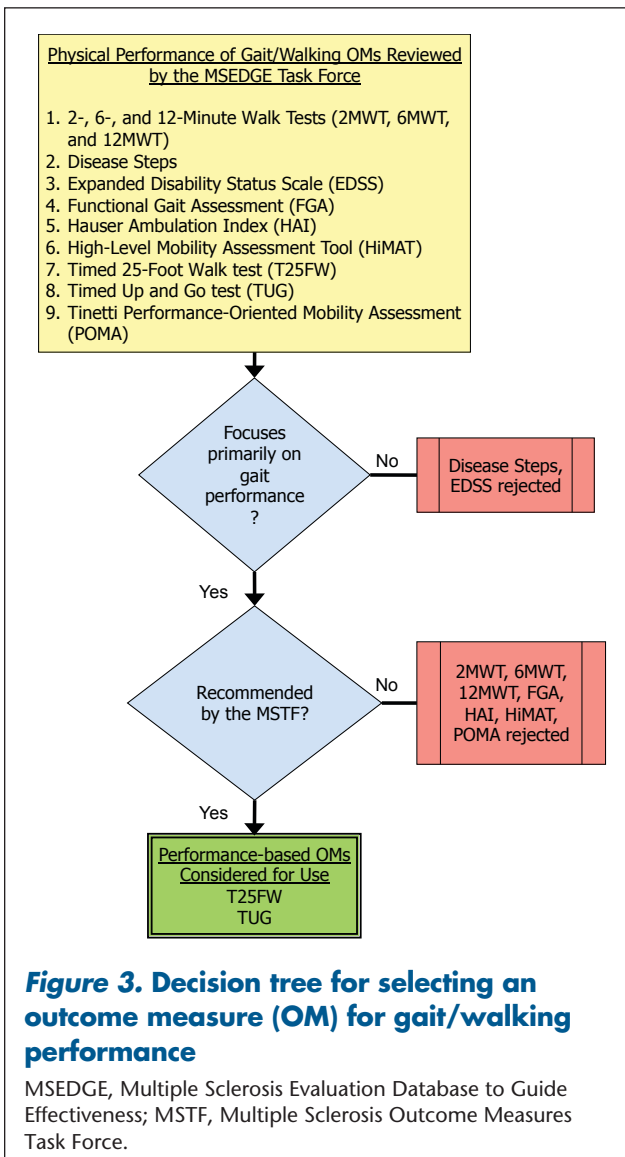 Physical Performance of Gait/Walking OMs Reviewed
by the MSEDGE Task Force
1. 2-, 6-, and 12-Minute Walk Tests (2MWT, 6MWT,
and 12MWT)
2. Disease Steps
3. Expanded Disability Status Scale (EDSS)
4. Functional Gait Assessment (FGA)
5. Hauser Ambulation Index (HAI)
6. High-Level Mobility Assessment Tool (HiMAT)
7. Timed 25-Foot Walk test (T25FW)
8. Timed Up and Go test (TUG)
9. Tinetti Performance-Oriented Mobility Assessment
(POMA)
Focuses
primarily on
gait
performance
?
No
Disease Steps,
EDSS rejected
Yes
Recommended
by the MSTF?
No
2MWT, 6MWT,
12MWT, FGA,
HAI, HiMAT,
POMA rejected
Yes
Performance-based OMs
Considered for Use
T25FW
TUG
Figure 3. Decision tree for selecting an
outcome measure (OM) for gait/walking
performance
MSEDGE, Multiple Sclerosis Evaluation Database to Guide
Effectiveness; MSTF, Multiple Sclerosis Outcome Measures
Task Force.